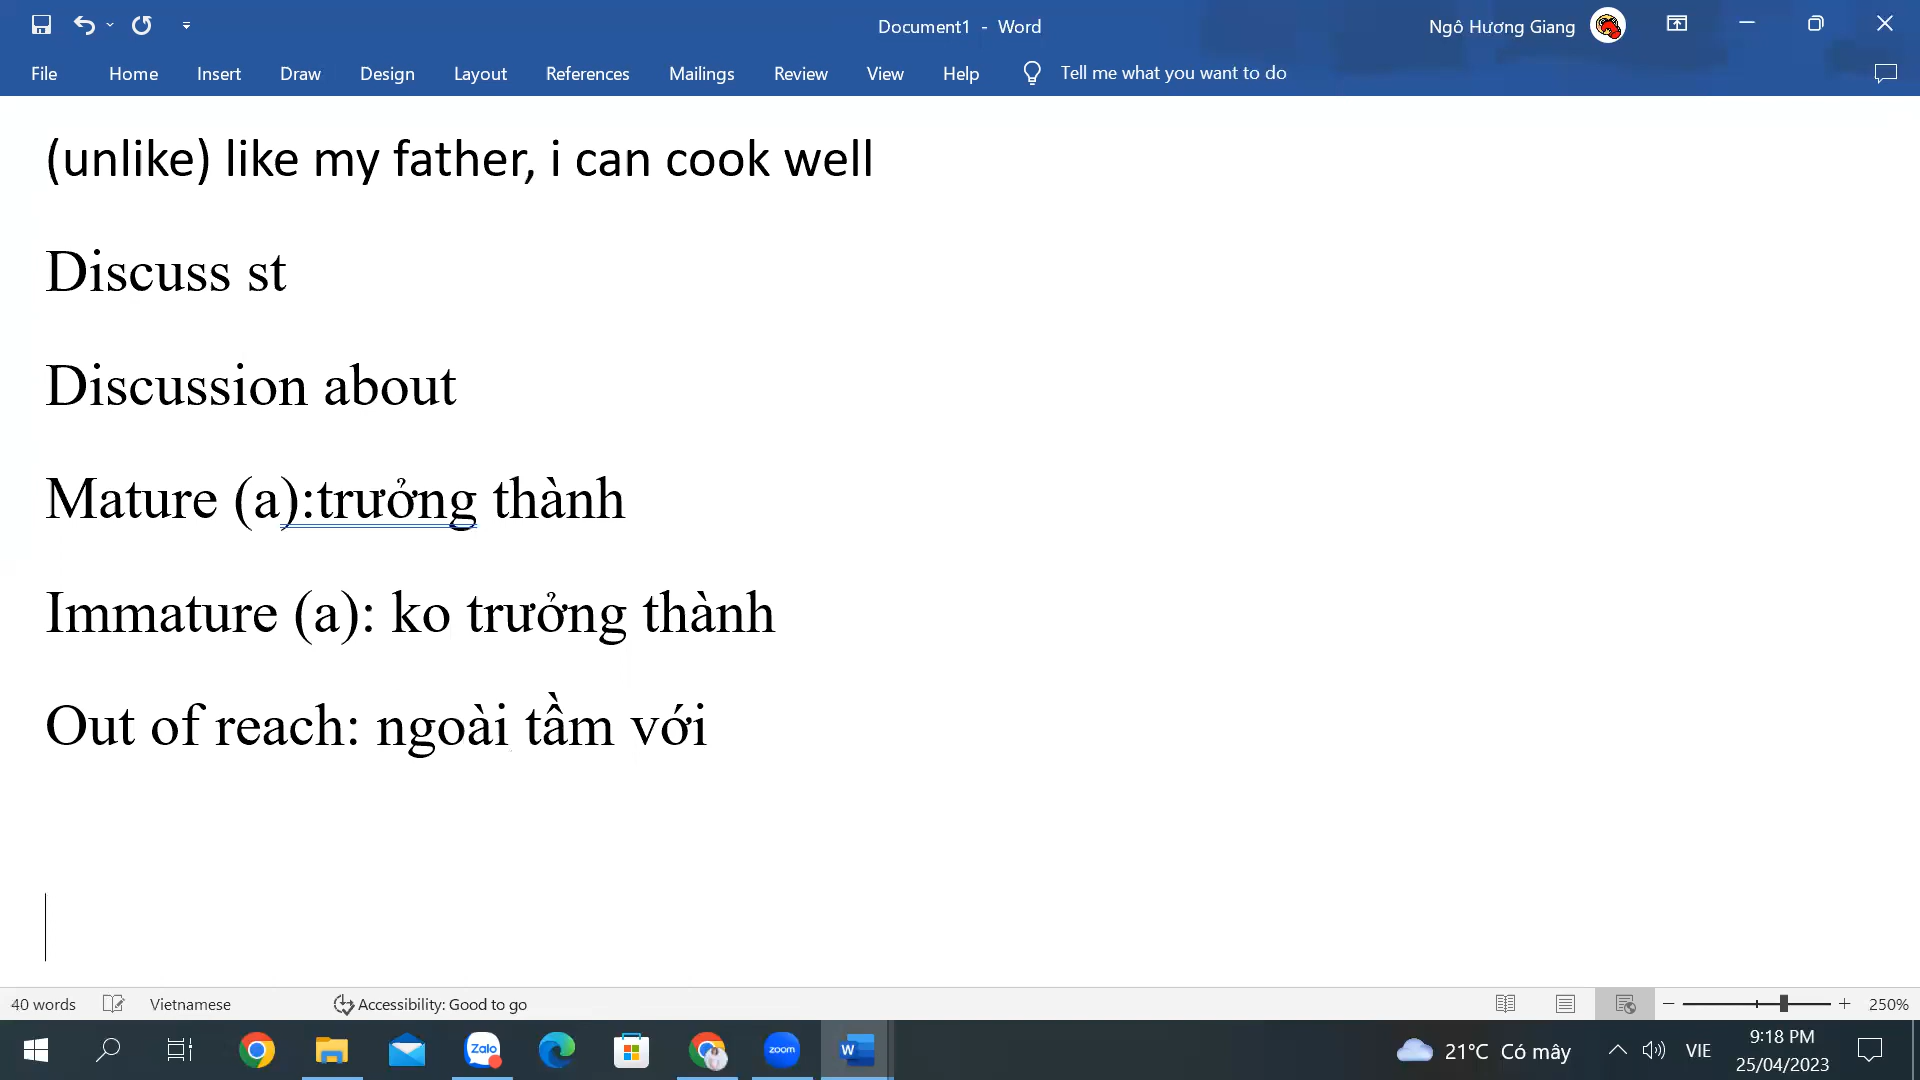 Document1 - Word
Ngô Hương Giang
File Home Insert Draw Design Layout References Mailings Review View Help Tell me what you want to do
(unlike) like my father, i can cook well
Discuss st
Discussion about
Mature (a):trưởng thành
Immature (a): ko trưởng thành
Out of reach: ngoài tầm với
40 words Vietnamese Accessibility: Good to go 250%
Zalo zoom W 21°C Có mây VIE 9:18 PM
25/04/2023